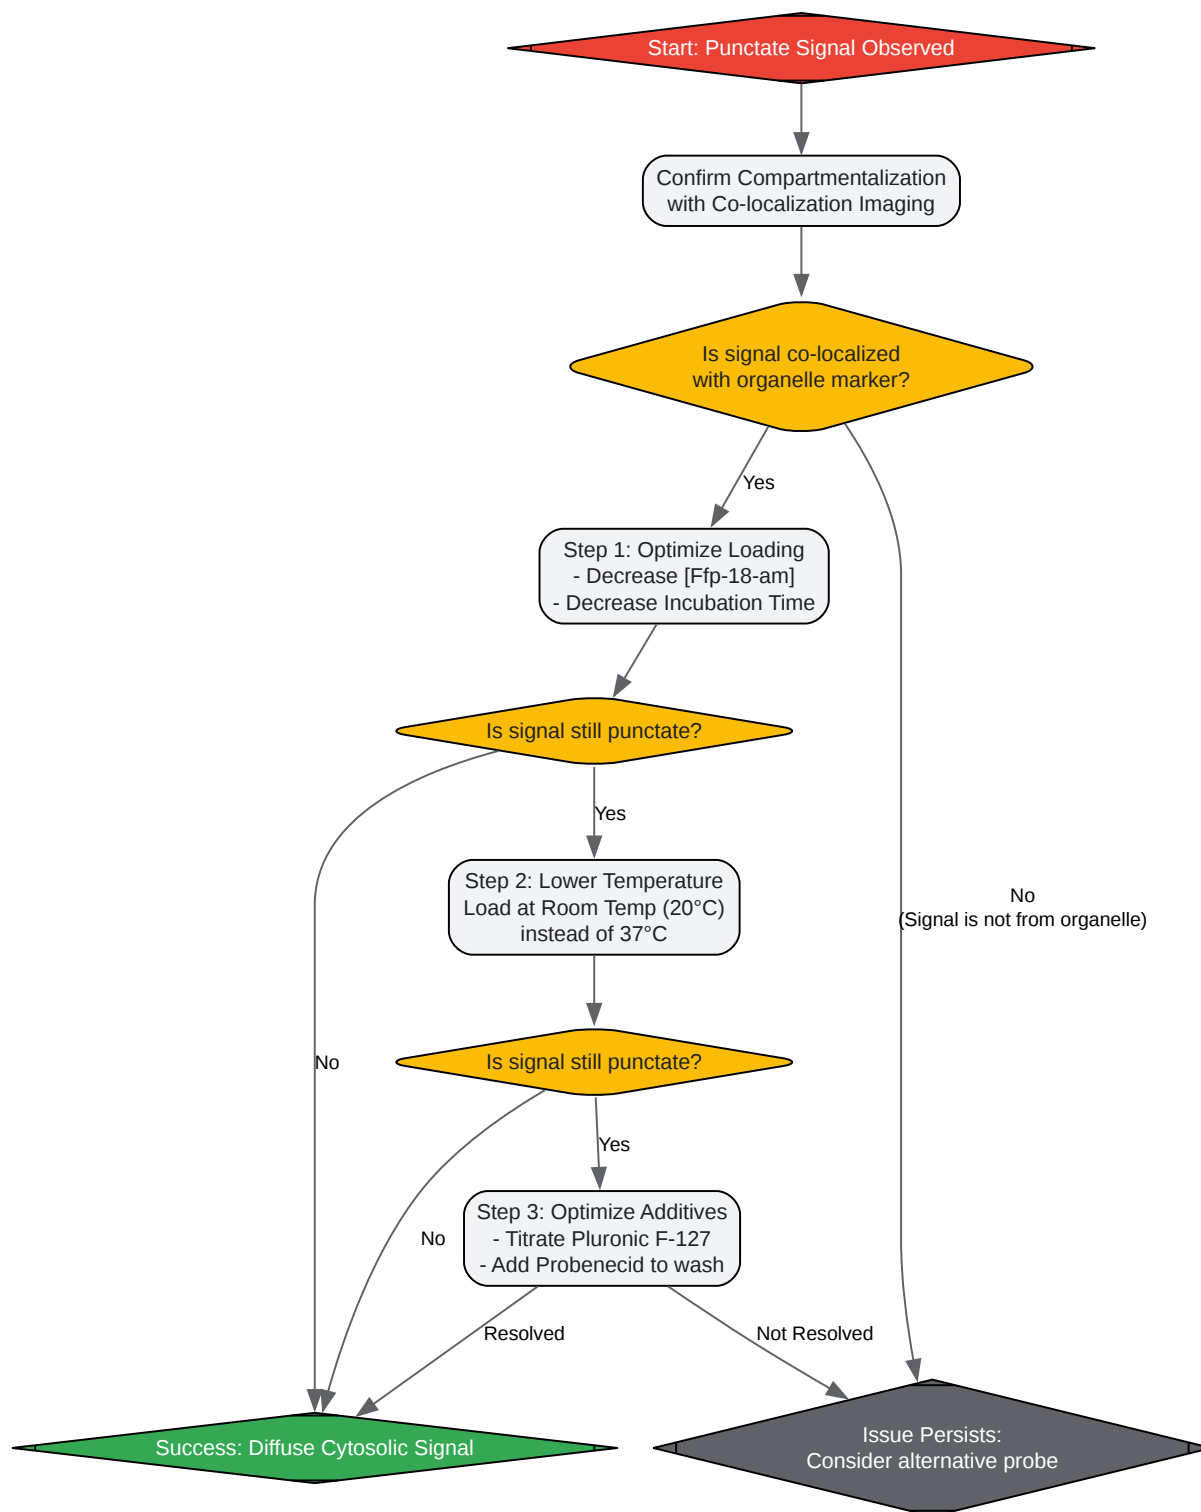 Start: Punctate Signal Observed
Confirm Compartmentalization
with Co-localization Imaging
Is signal co-localized
with organelle marker?
Yes
Step 1: Optimize Loading
- Decrease [Ffp-18-am]
- Decrease Incubation Time
Is signal still punctate?
Yes
Step 2: Lower Temperature
Load at Room Temp (20°C)
instead of 37°C
No
(Signal is not from organelle)
Is signal still punctate?
No
Yes
Step 3: Optimize Additives
- Titrate Pluronic F-127
- Add Probenecid to wash
No
Resolved
Not Resolved
Success: Diffuse Cytosolic Signal
Issue Persists:
Consider alternative probe